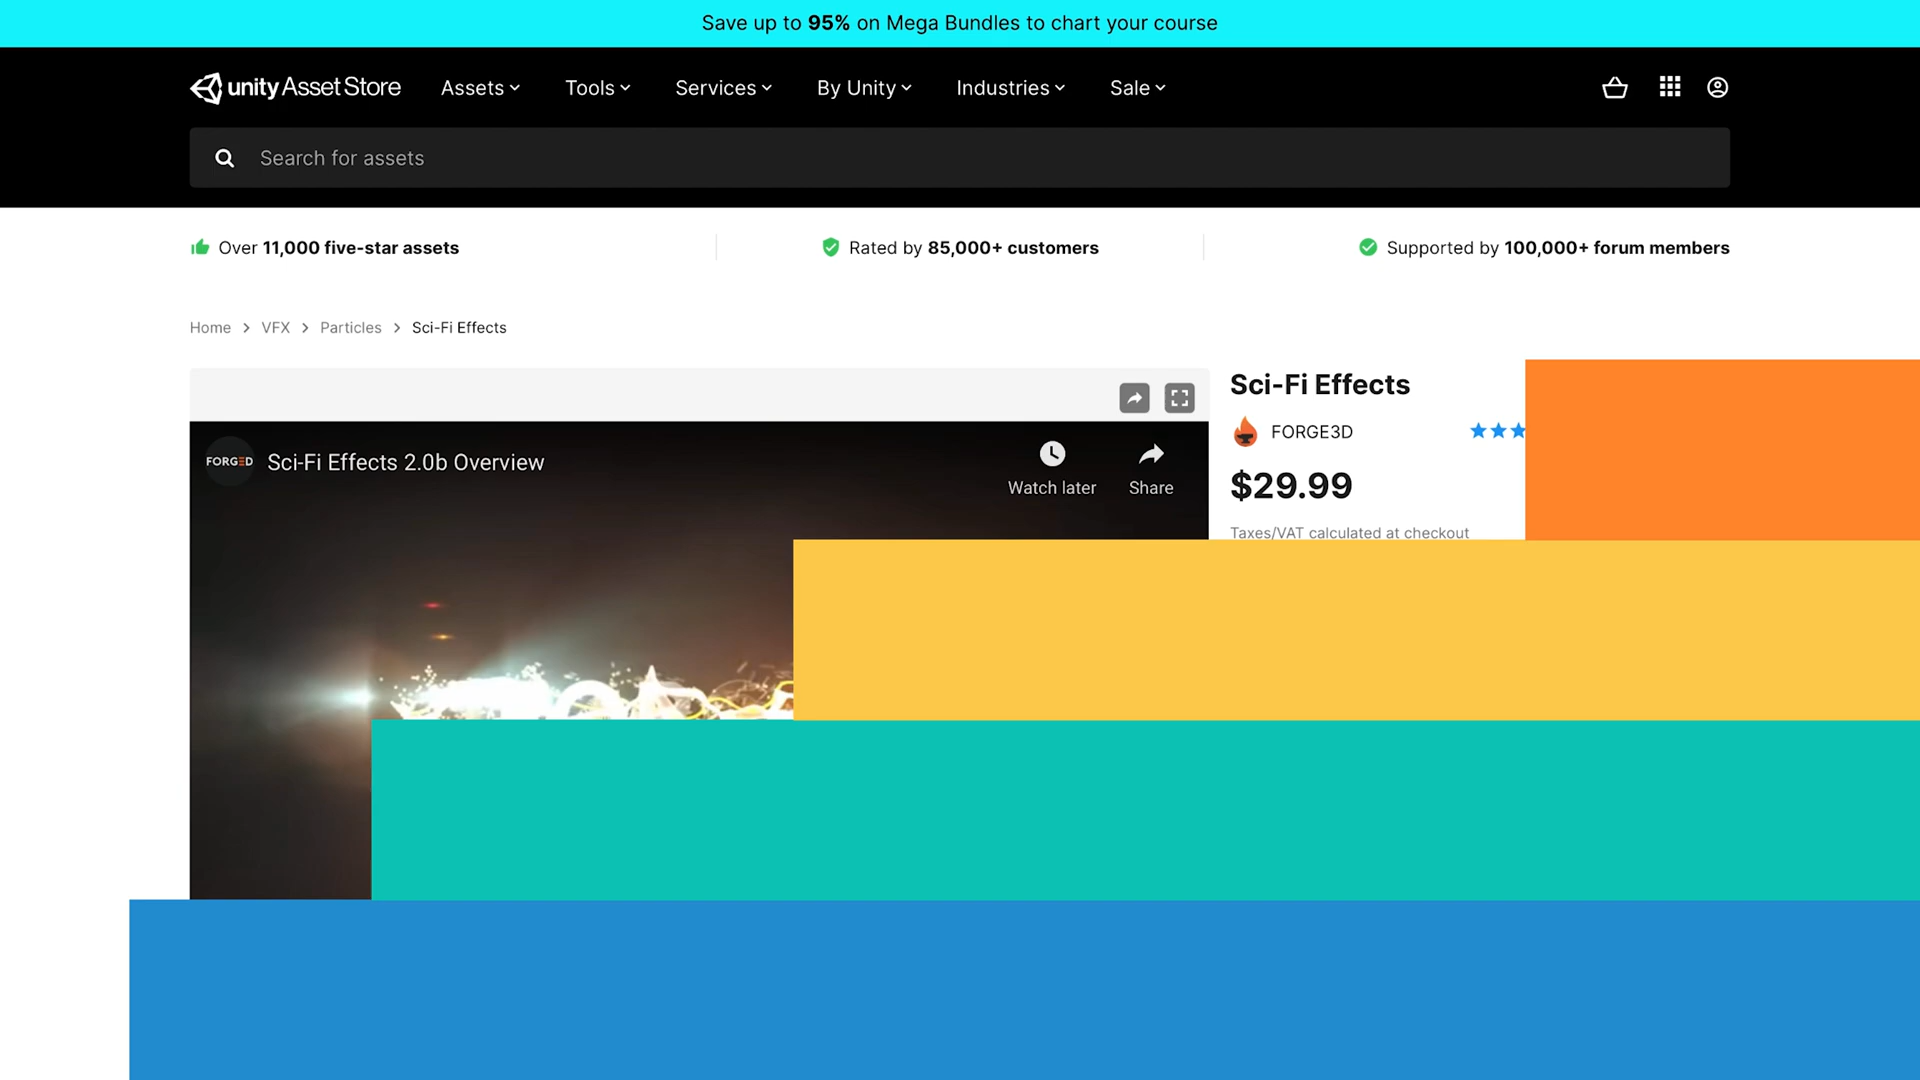 Save up to 95% on Mega Bundles to chart your course
unity Asset Store Assets Tools Services By Unity Industries Sale
Search for assets
Over 11,000 five-star assets Rated by 85,000+ customers Supported by 100,000+ forum members
Home > VFX > Particles > Sci-Fi Effects
Sci-Fi Effects
FORGE3D
$29.99
Taxes/VAT calculated at checkout
FORGED Sci-Fi Effects 2.0b Overview
Watch later Share